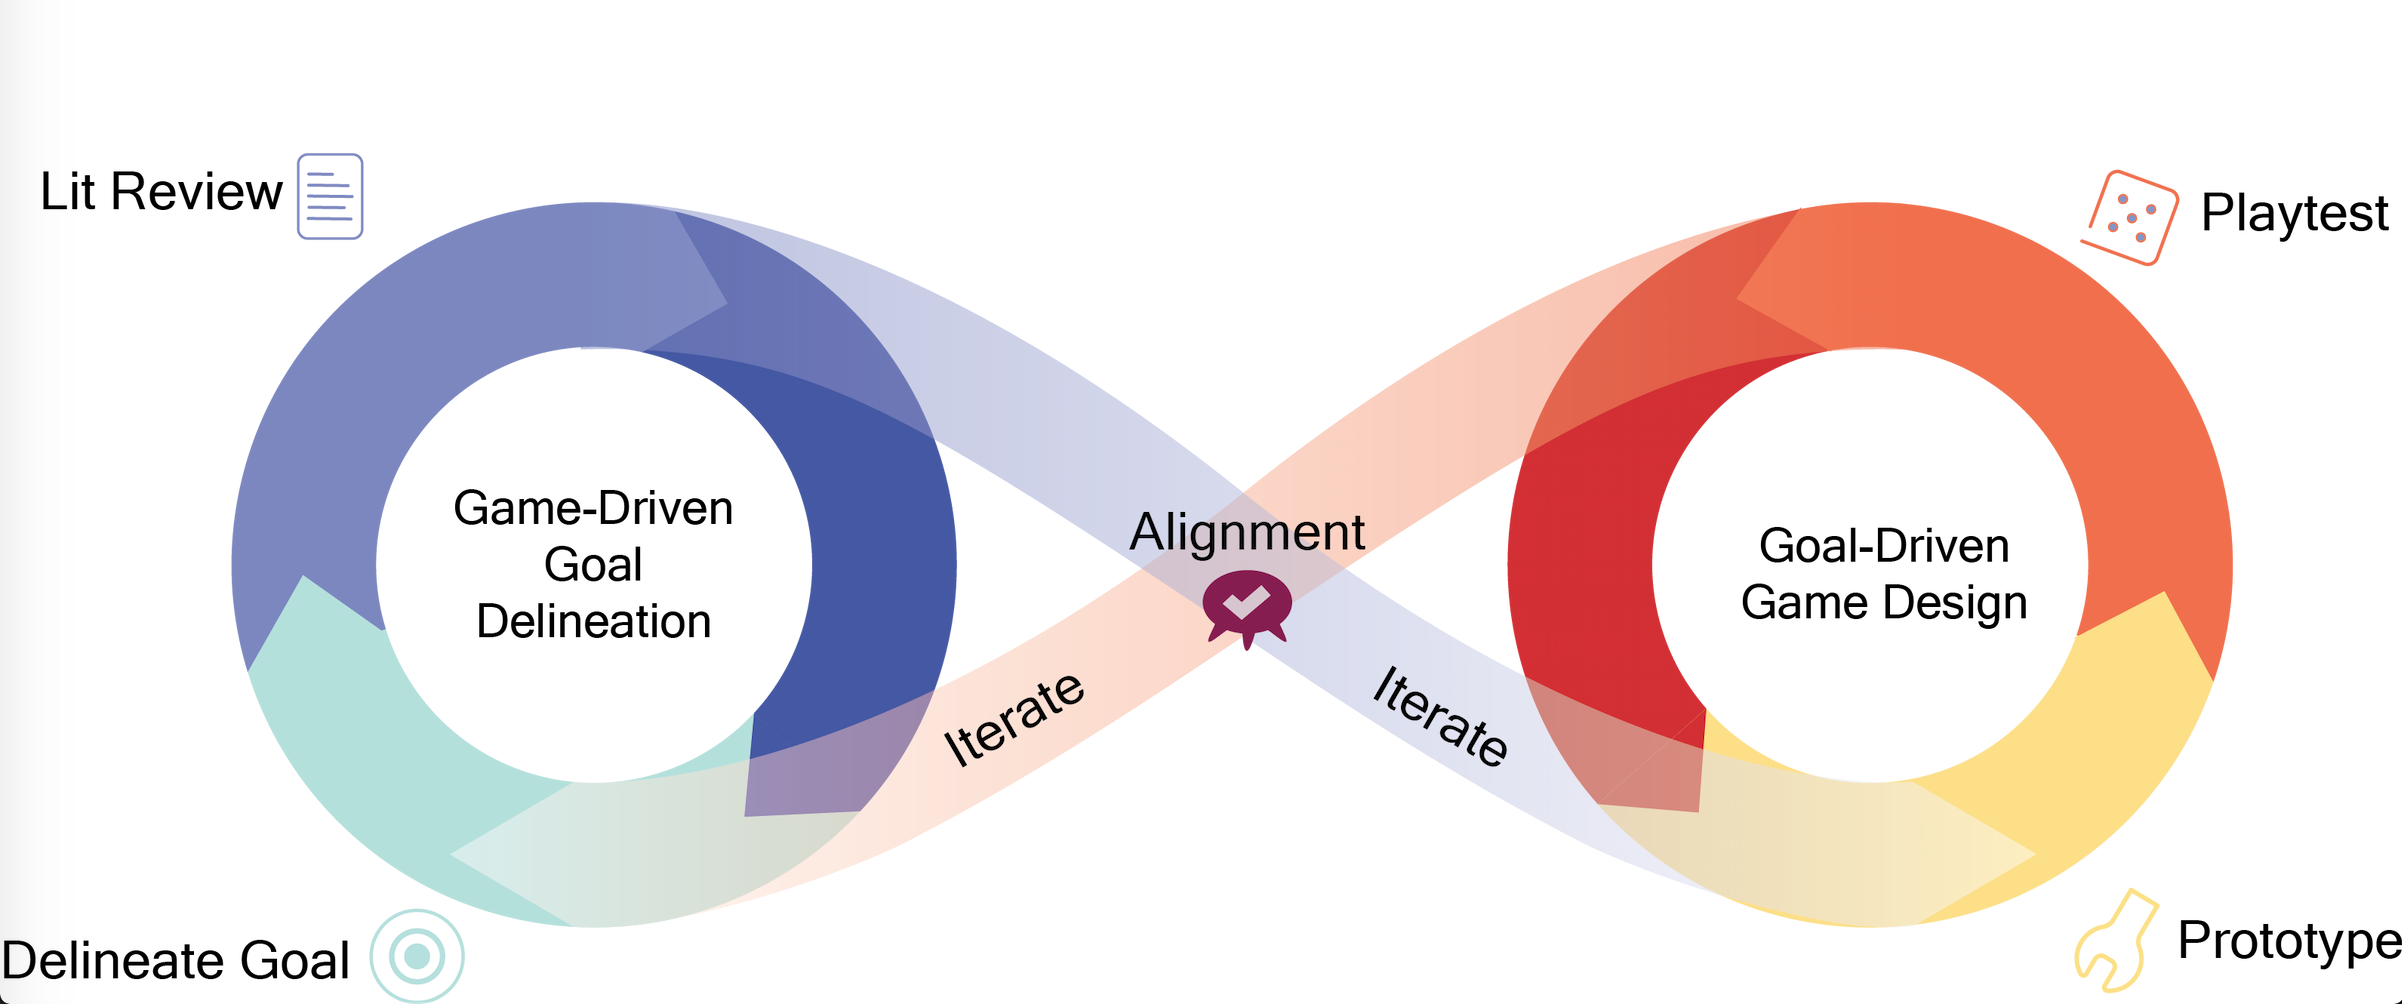 Lit Review
Playtest
Game-Driven
Goal
Delineation
Alignment
Goal-Driven
Game Design
Iterate
Iterate
Delineate Goal
Prototype